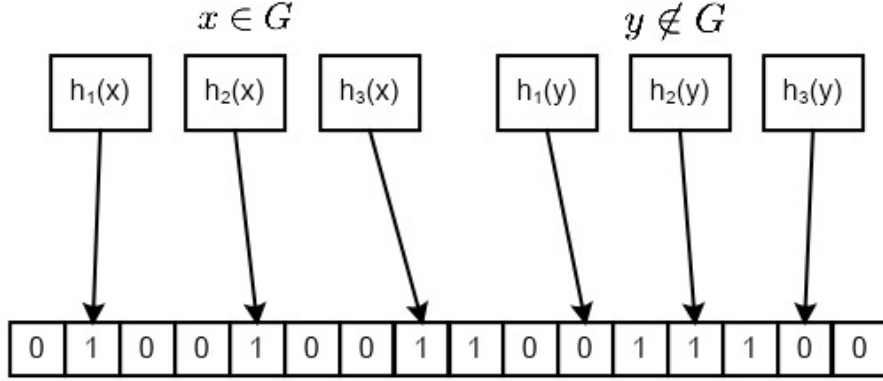 x ∈ G y ∉ G
h₁(x) h₂(x) h₃(x) h₁(y) h₂(y) h₃(y)
0 1 0 0 1 0 0 1 1 0 0 1 1 1 0 0